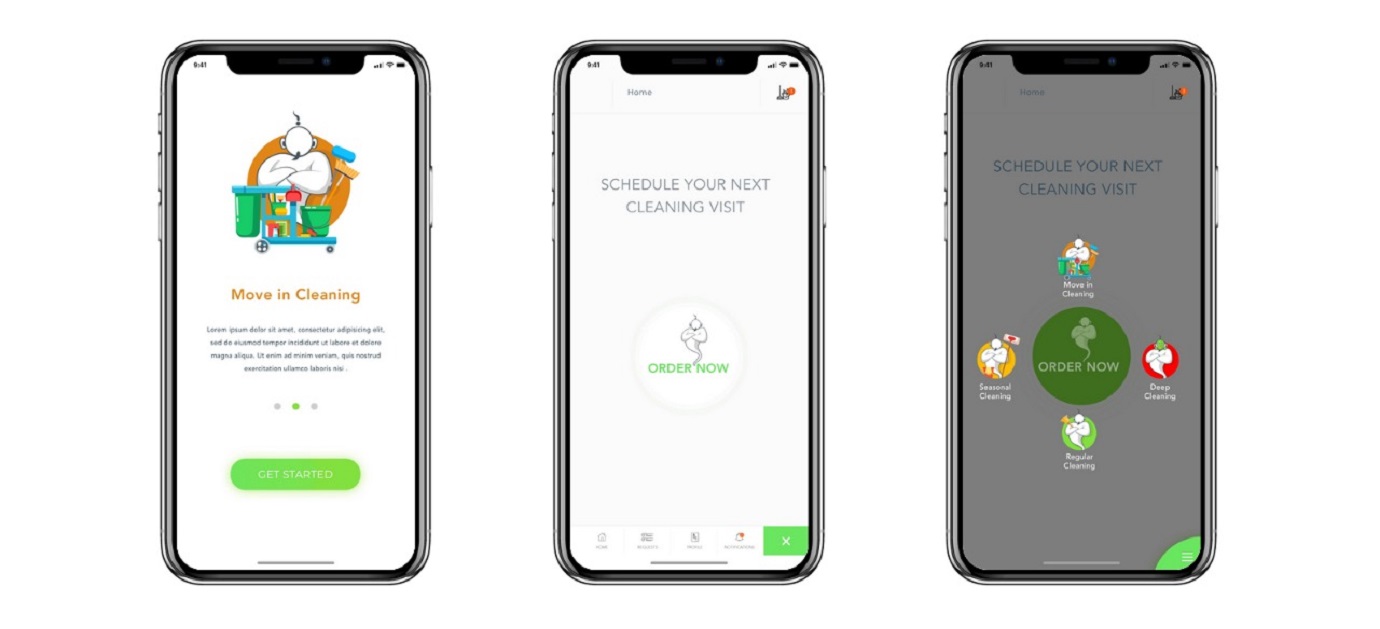 9:41
Move in Cleaning
Lorem ipsum dolor sit amet, consectetur adipisicing elit,
sed do eiusmod tempor incididunt ut labore et dolore
magna aliqua. Ut enim ad minim veniam, quis nostrud
exercitation ullamco laboris nisi .
GET STARTED
9:41
Home
SCHEDULE YOUR NEXT
CLEANING VISIT
ORDER NOW
HOME
REQUESTS
PROFILE
NOTIFICATIONS
9:41
Home
SCHEDULE YOUR NEXT
CLEANING VISIT
Move in
Cleaning
ORDER NOW
Seasonal
Cleaning
Deep
Cleaning
Regular
Cleaning